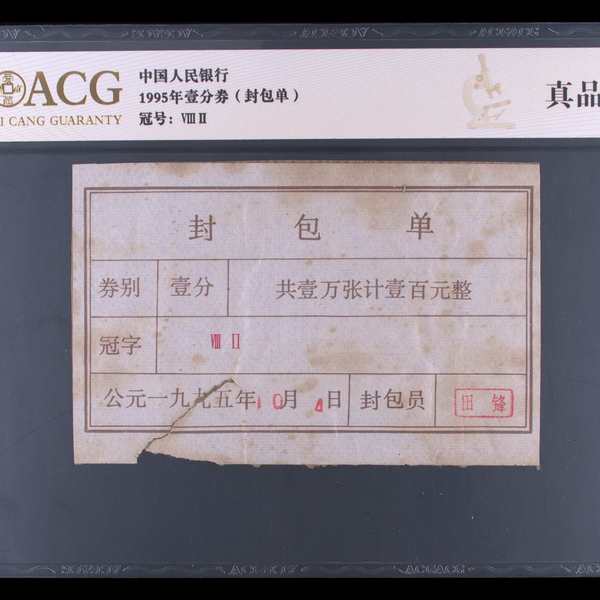 ACG
中国人民银行
1995年壹分券（封包单）
冠号：Ⅷ Ⅱ
真品
I CANG GUARANTY
封 包 单
券别 壹分 共壹万张计壹百元整
冠字 Ⅷ Ⅱ
公元一九九五年10月4日 封包员 田锋